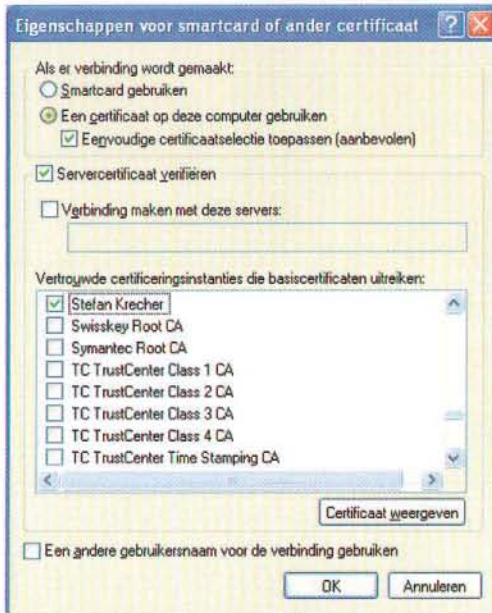 Eigenschappen voor smartcard of ander certificaat
Als er verbinding wordt gemaakt:
Smartcard gebruiken
Een certificaat op deze computer gebruiken
Eenvoudige certificaatselectie toepassen (aanbevolen)
Servercertificaat verifiëren
Verbinding maken met deze servers:
Vertrouwde certificeringsinstanties die basiscertificaten uitreiken:
Stefan Krecher
Swisskey Root CA
Symantec Root CA
TC TrustCenter Class 1 CA
TC TrustCenter Class 2 CA
TC TrustCenter Class 3 CA
TC TrustCenter Class 4 CA
TC TrustCenter Time Stamping CA
Certificaat weergeven
Een andere gebruikersnaam voor de verbinding gebruiken
OK
Annuleren